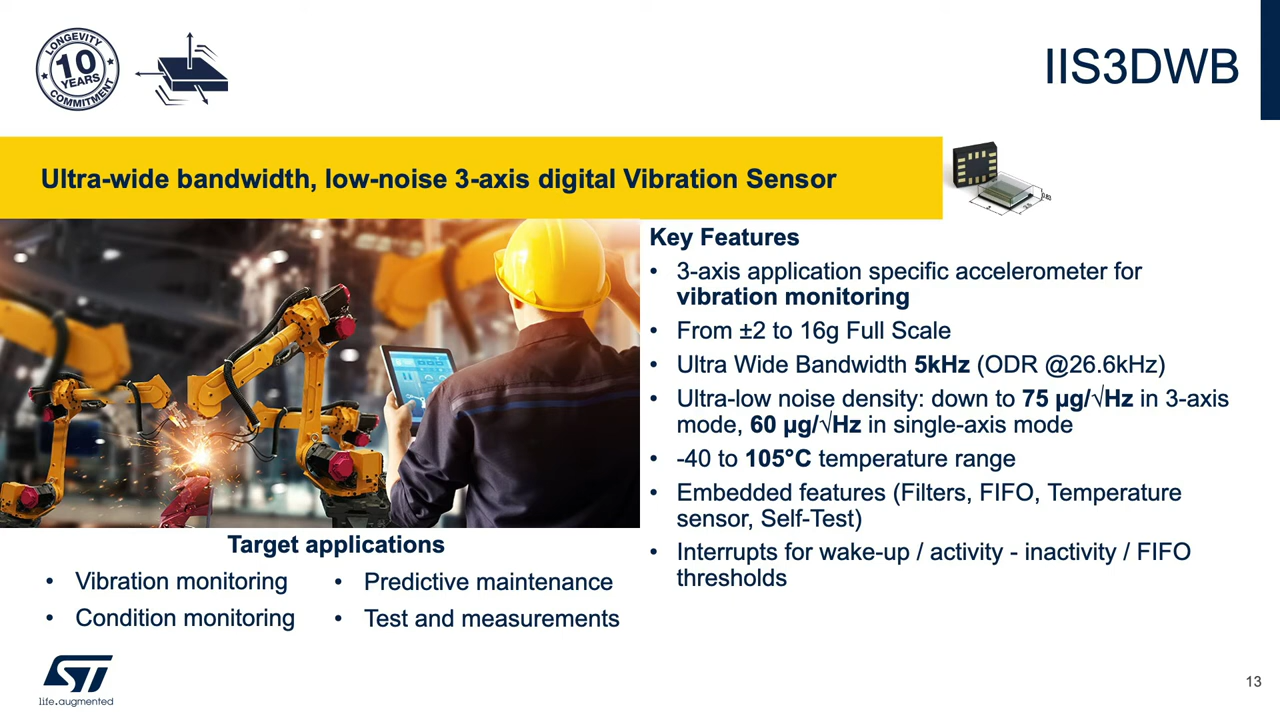 LONGEVITY
10
YEARS
COMMITMENT
IIS3DWB
Ultra-wide bandwidth, low-noise 3-axis digital Vibration Sensor
Key Features
• 3-axis application specific accelerometer for
vibration monitoring
• From ±2 to 16g Full Scale
• Ultra Wide Bandwidth 5kHz (ODR @26.6kHz)
• Ultra-low noise density: down to 75 µg/√Hz in 3-axis
mode, 60 µg/√Hz in single-axis mode
• -40 to 105°C temperature range
• Embedded features (Filters, FIFO, Temperature
sensor, Self-Test)
• Interrupts for wake-up / activity - inactivity / FIFO
thresholds
Target applications
• Vibration monitoring
• Condition monitoring
• Predictive maintenance
• Test and measurements
ST
life.augmented
13